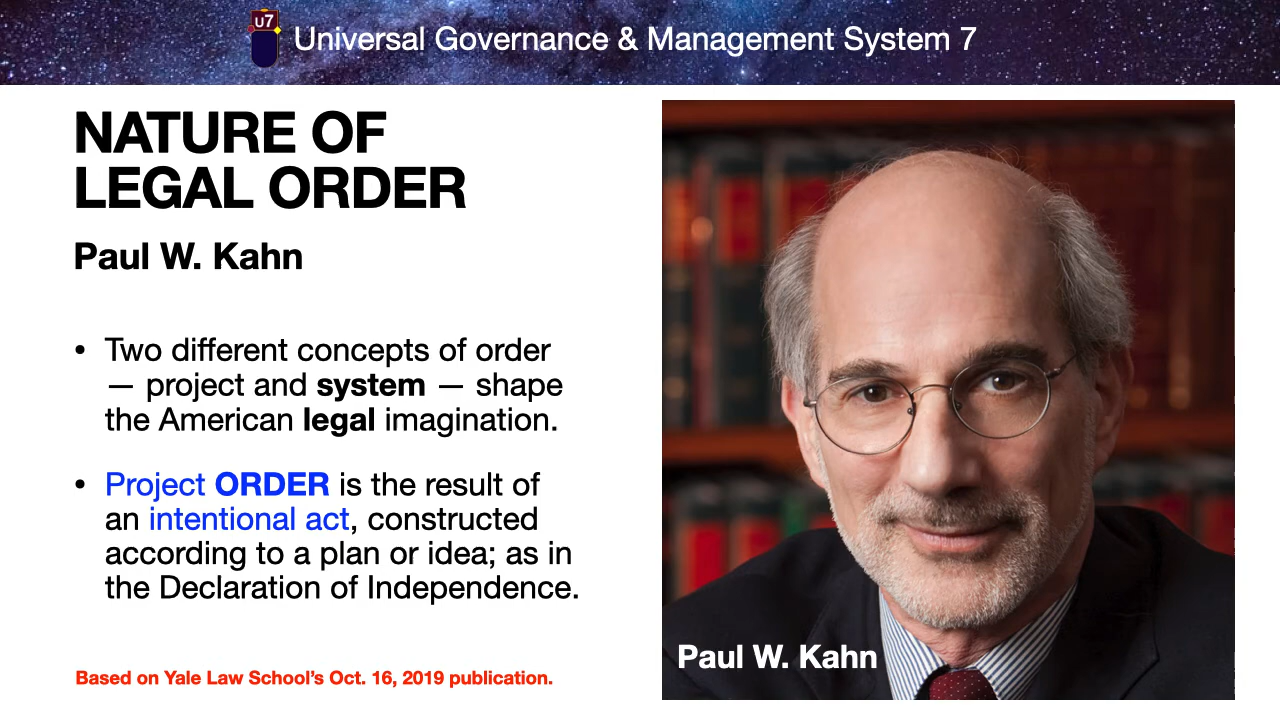 U7
Universal Governance & Management System 7
NATURE OF
LEGAL ORDER
Paul W. Kahn
• Two different concepts of order
— project and system — shape
the American legal imagination.
• Project ORDER is the result of
an intentional act, constructed
according to a plan or idea; as in
the Declaration of Independence.
Based on Yale Law School’s Oct. 16, 2019 publication.
Paul W. Kahn